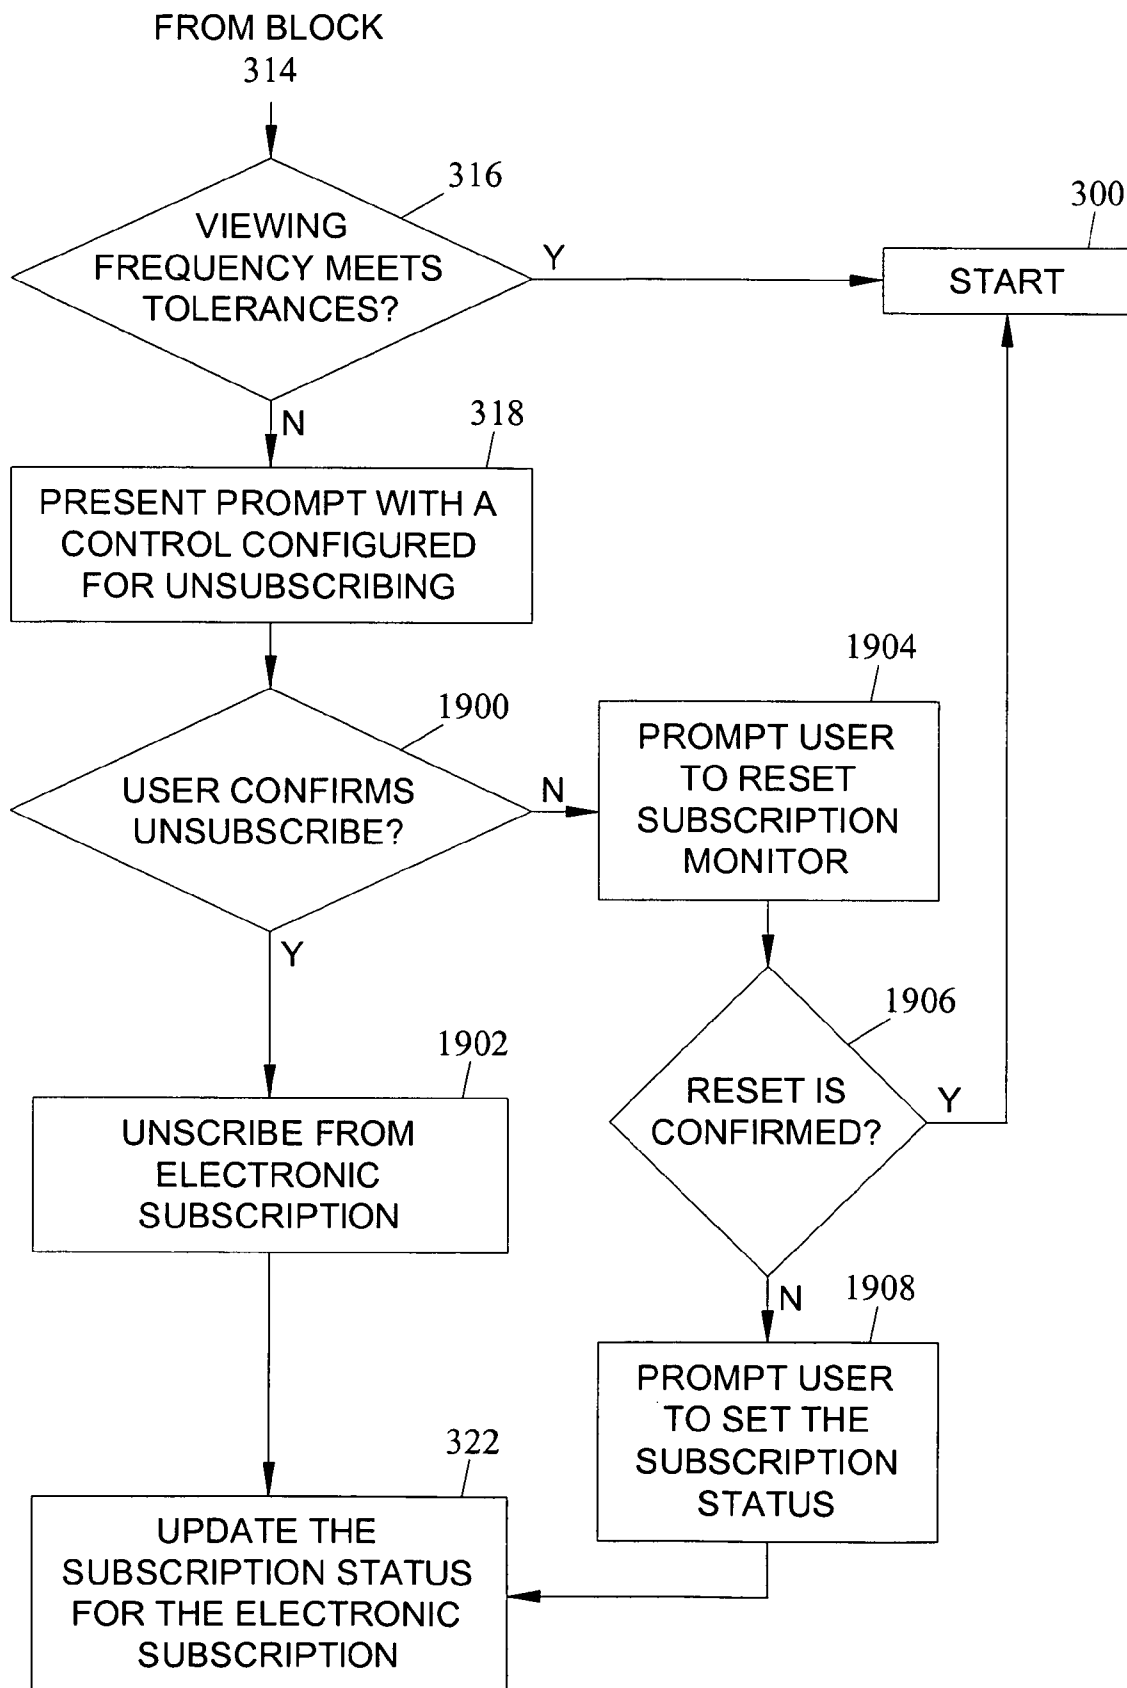 FROM BLOCK
314
316
VIEWING
FREQUENCY MEETS
TOLERANCES?
Y
300
START
N
318
PRESENT PROMPT WITH A
CONTROL CONFIGURED
FOR UNSUBSCRIBING
1900
USER CONFIRMS
UNSUBSCRIBE?
N
1904
PROMPT USER
TO RESET
SUBSCRIPTION
MONITOR
Y
1906
RESET IS
CONFIRMED?
Y
1902
UNSCRIBE FROM
ELECTRONIC
SUBSCRIPTION
N
1908
PROMPT USER
TO SET THE
SUBSCRIPTION
STATUS
322
UPDATE THE
SUBSCRIPTION STATUS
FOR THE ELECTRONIC
SUBSCRIPTION